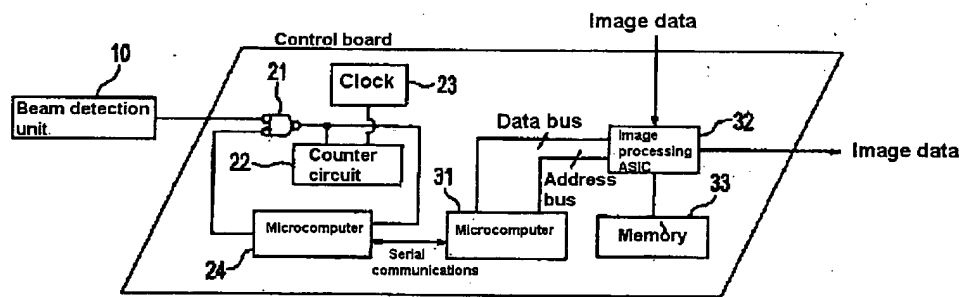 Image data
Control board
10
21
Clock
23
Beam detection
unit.
Data bus
Image
processing
ASIC
32
Image data
22
Counter
circuit
31
Address
bus
33
Microcomputer
Microcomputer
Memory
24
Serial
communications